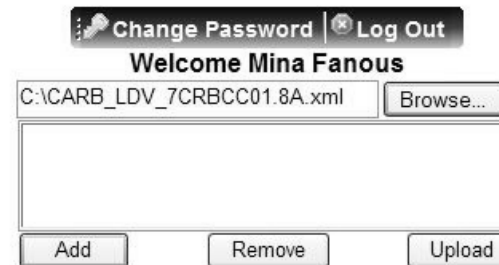 Change Password | Log Out
Welcome Mina Fanous
C:\CARB_LDV_7CRBCC01.8A.xml Browse...
Add Remove Upload